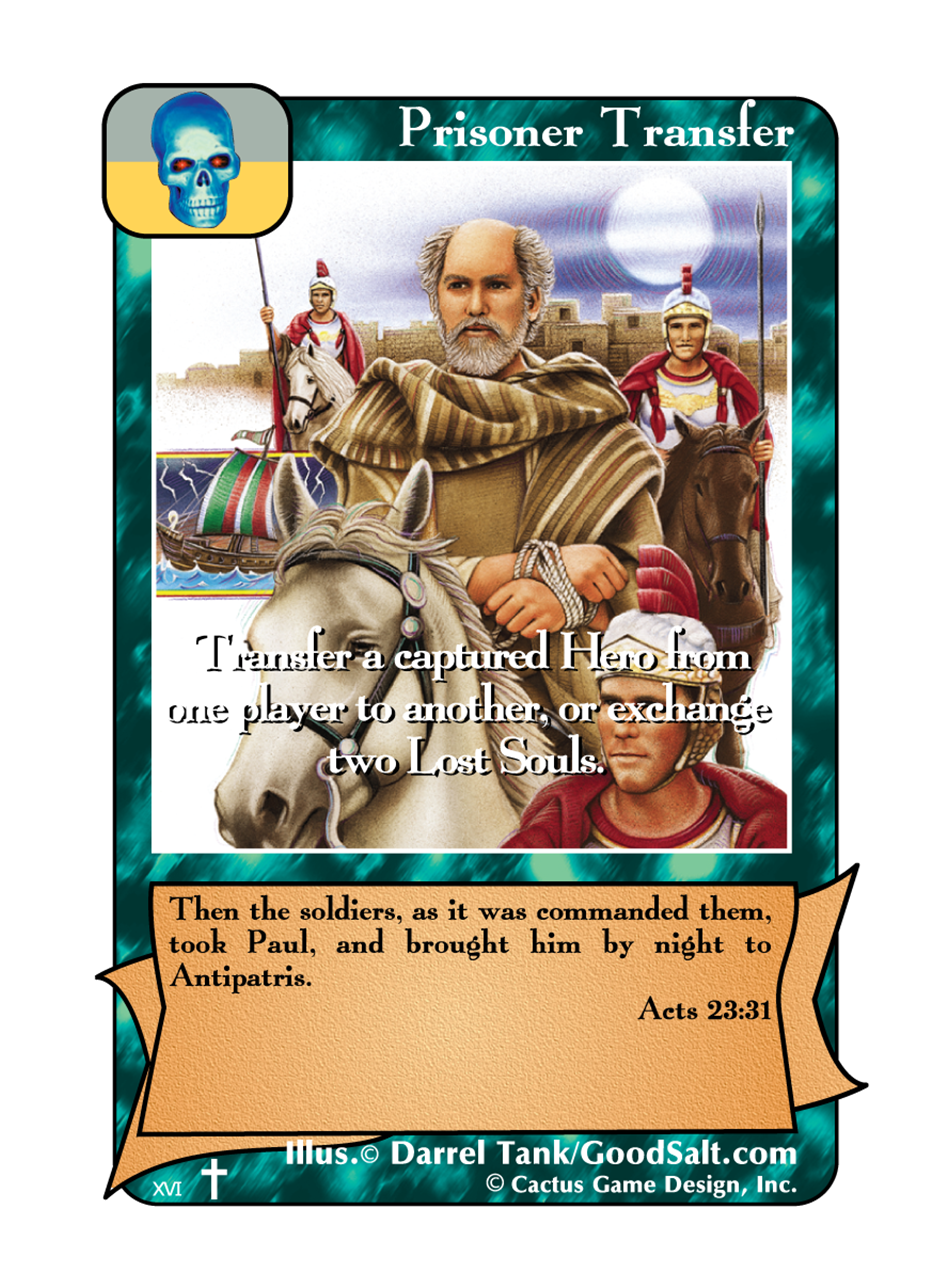 Prisoner Transfer
Transfer a captured Hero from
one player to another, or exchange
two Lost Souls.
Then the soldiers, as it was commanded them,
took Paul, and brought him by night to
Antipatris.
Acts 23:31
Illus.© Darrel Tank/GoodSalt.com
XVI
© Cactus Game Design, Inc.